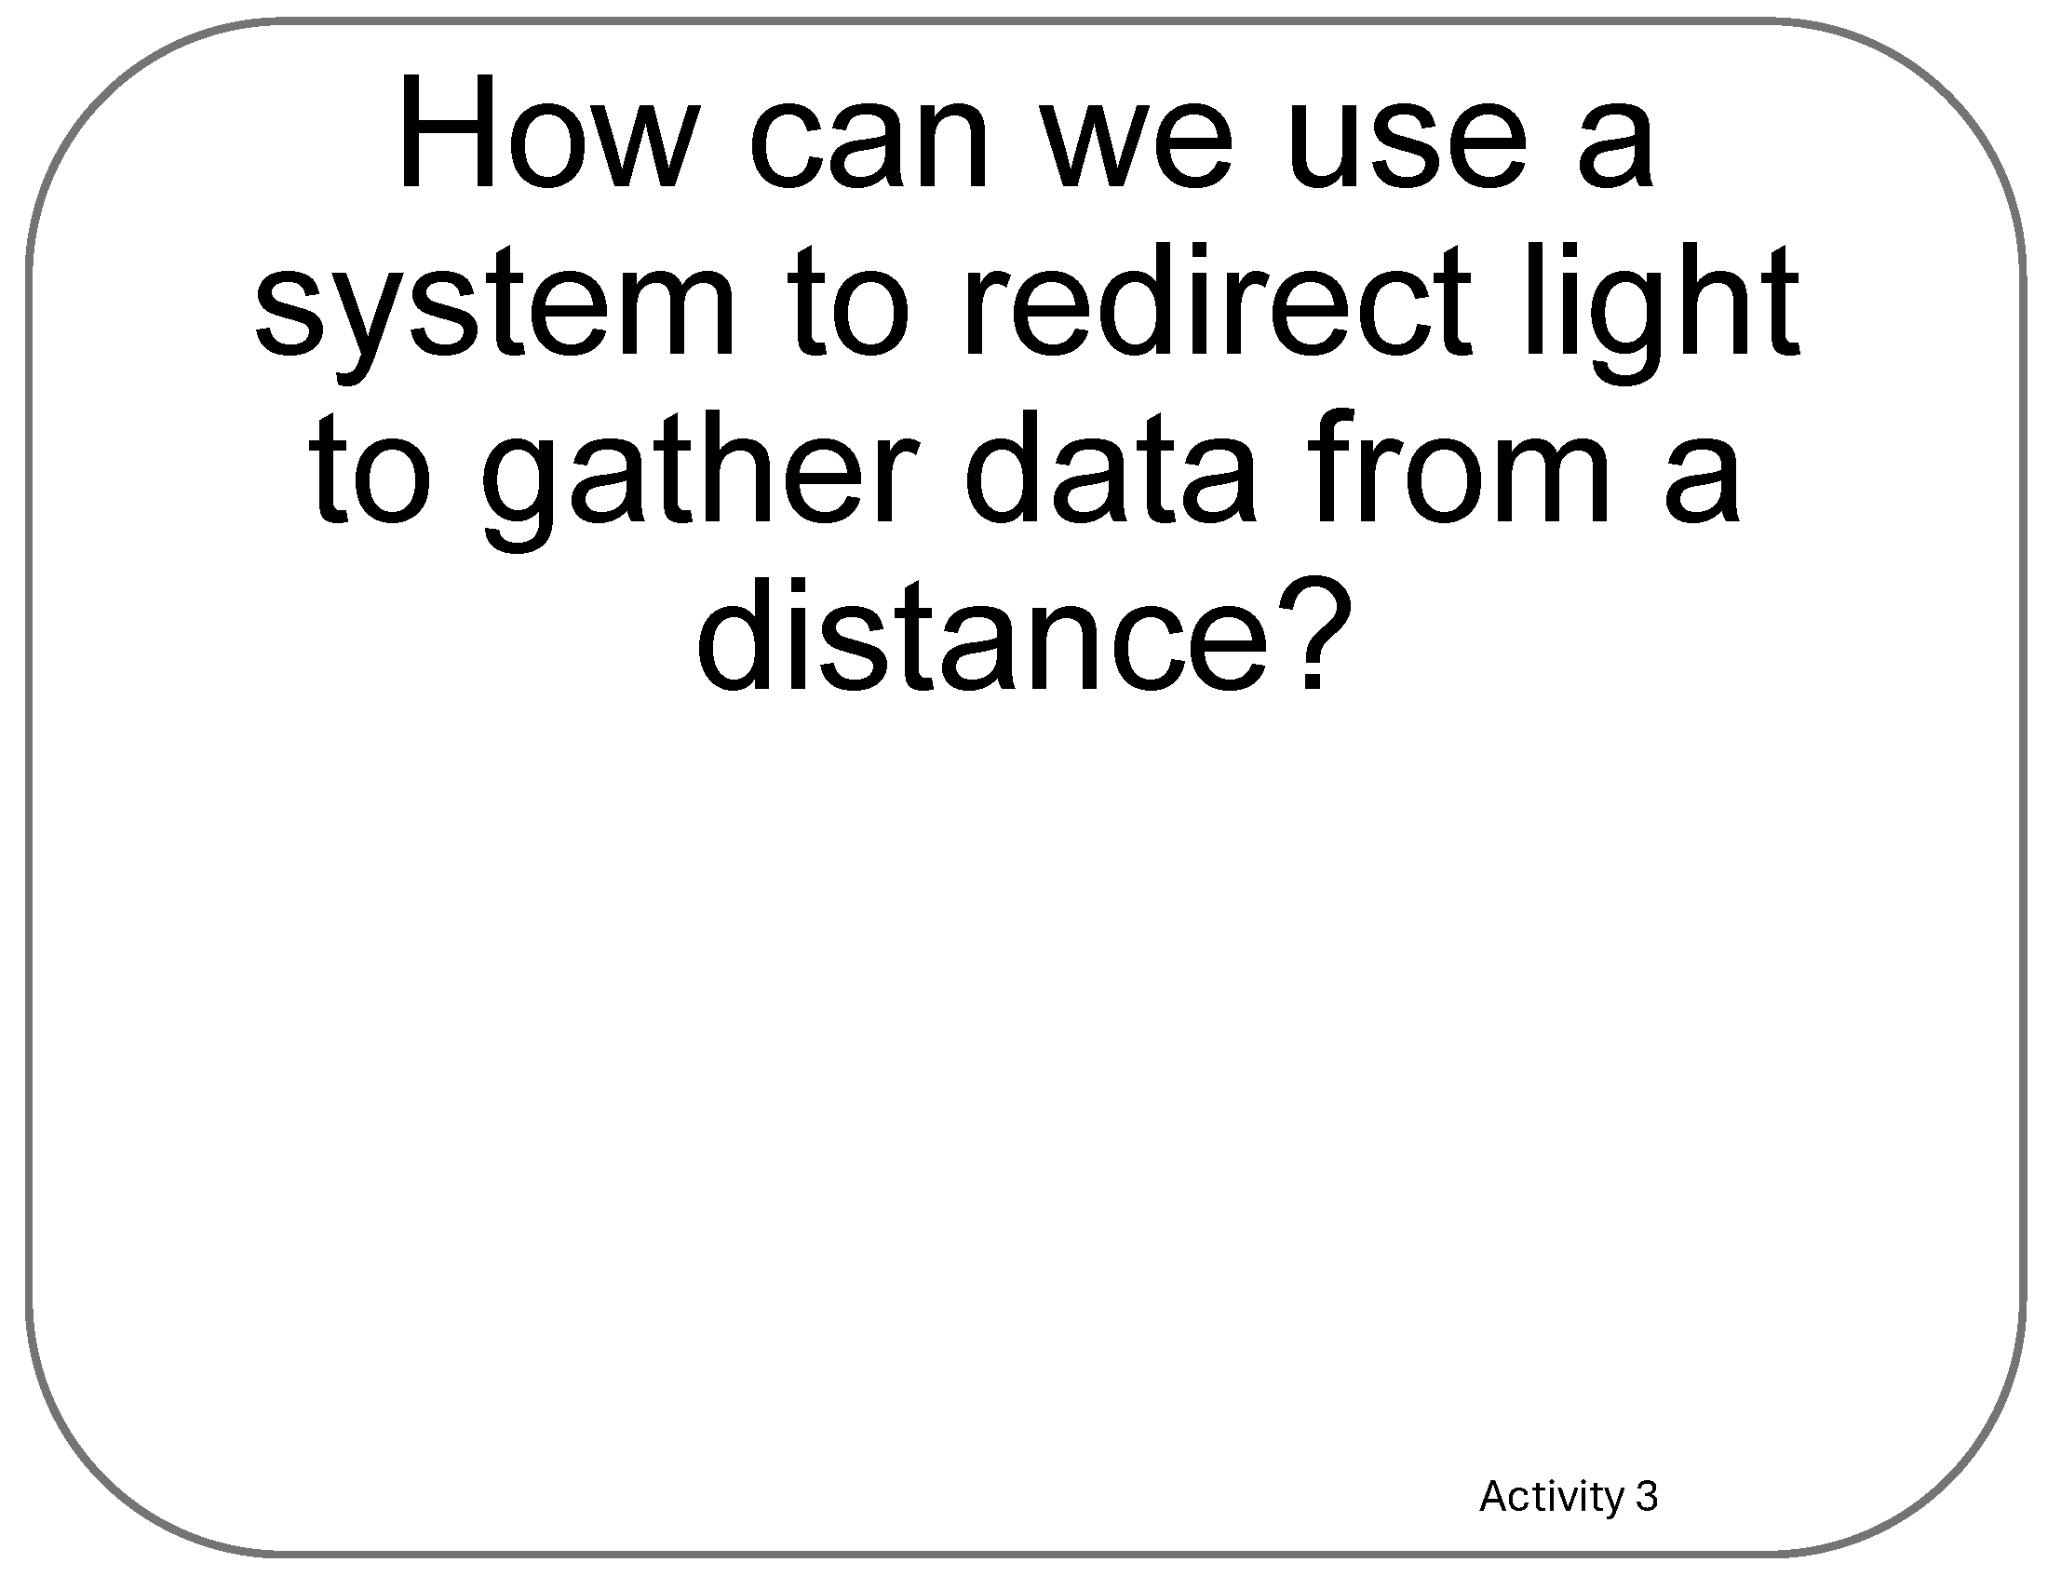 How can we use a
system to redirect light
to gather data from a
distance?
Activity 3